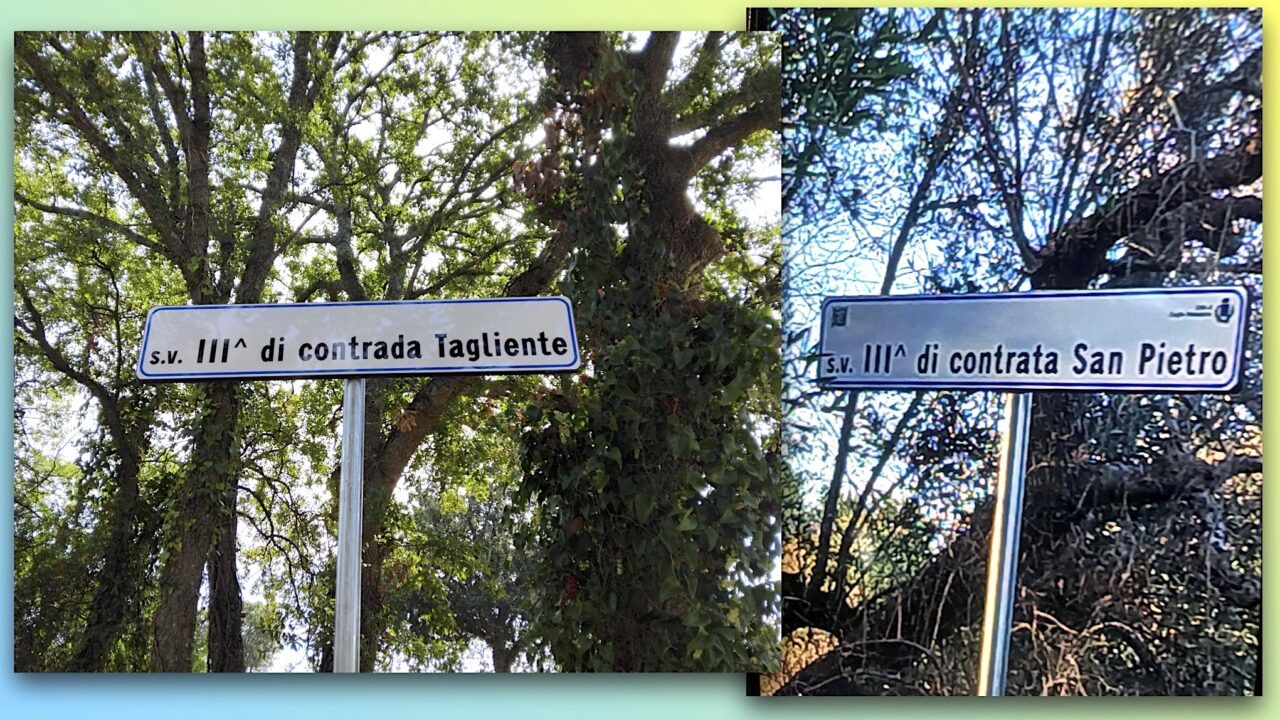 s.v. III^ di contrada Tagliente
s.v. III^ di contrata San Pietro